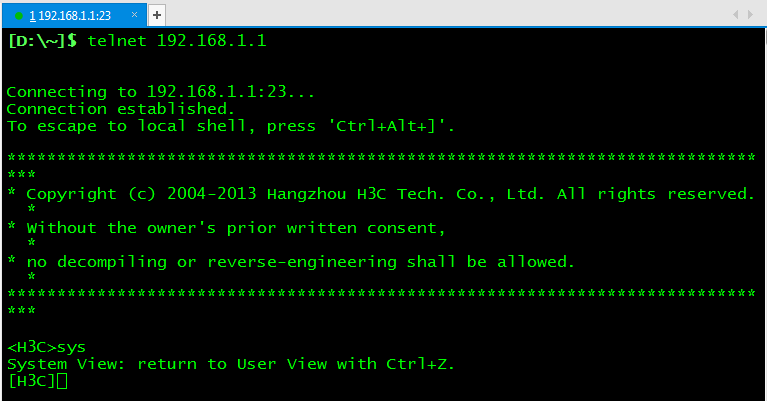 1 192.168.1.1:23 × +
[D:\~]$ telnet 192.168.1.1
Connecting to 192.168.1.1:23...
Connection established.
To escape to local shell, press 'Ctrl+Alt+]'.
***************************************************************************
***
* Copyright (c) 2004-2013 Hangzhou H3C Tech. Co., Ltd. All rights reserved.
*
* Without the owner's prior written consent,
*
* no decompiling or reverse-engineering shall be allowed.
*
***************************************************************************
***
<H3C>sys
System View: return to User View with Ctrl+Z.
[H3C]